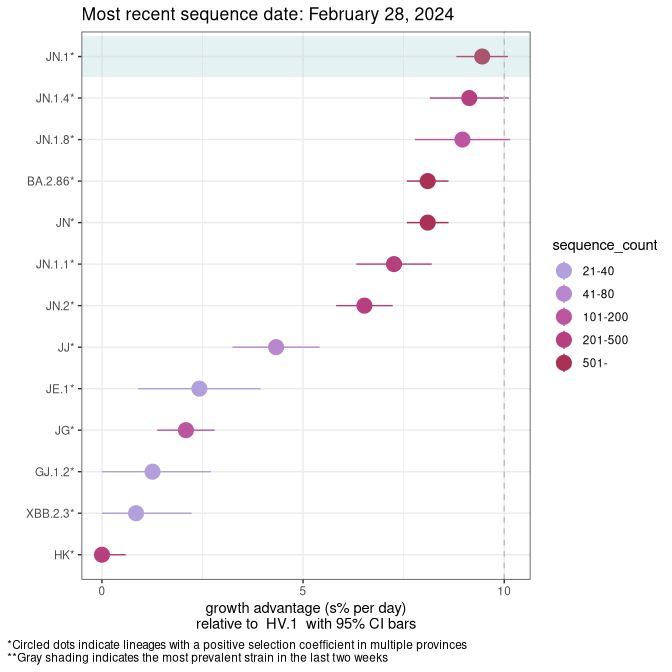 Most recent sequence date: February 28, 2024
JN.1*
JN.1.4*
JN.1.8*
BA.2.86*
JN*
JN.1.1*
JN.2*
JJ*
JE.1*
JG*
GJ.1.2*
XBB.2.3*
HK*
0 5 10
growth advantage (s% per day)
relative to HV.1 with 95% CI bars
sequence_count
21-40
41-80
101-200
201-500
501-
*Circled dots indicate lineages with a positive selection coefficient in multiple provinces
**Gray shading indicates the most prevalent strain in the last two weeks